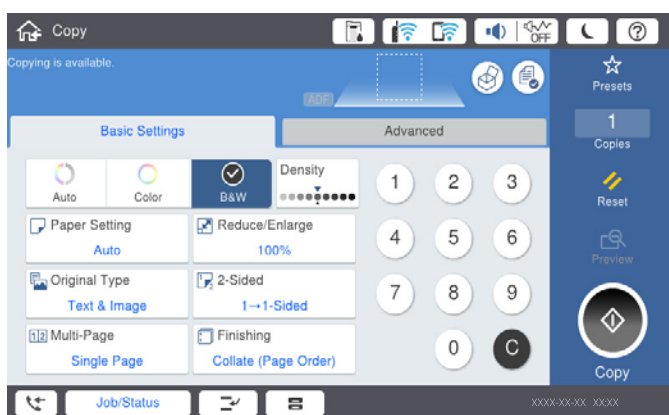 Copy
OFF
Copying is available.
ADF
Presets
Basic Settings
Advanced
1
Copies
Auto
Color
B&W
Density
1
2
3
Reset
Paper Setting
Auto
Reduce/Enlarge
100%
4
5
6
Preview
Original Type
Text & Image
2-Sided
1→1-Sided
7
8
9
1 2 Multi-Page
Single Page
Finishing
Collate (Page Order)
0
C
Copy
Job/Status
XXXX-XX-XX XX:XX